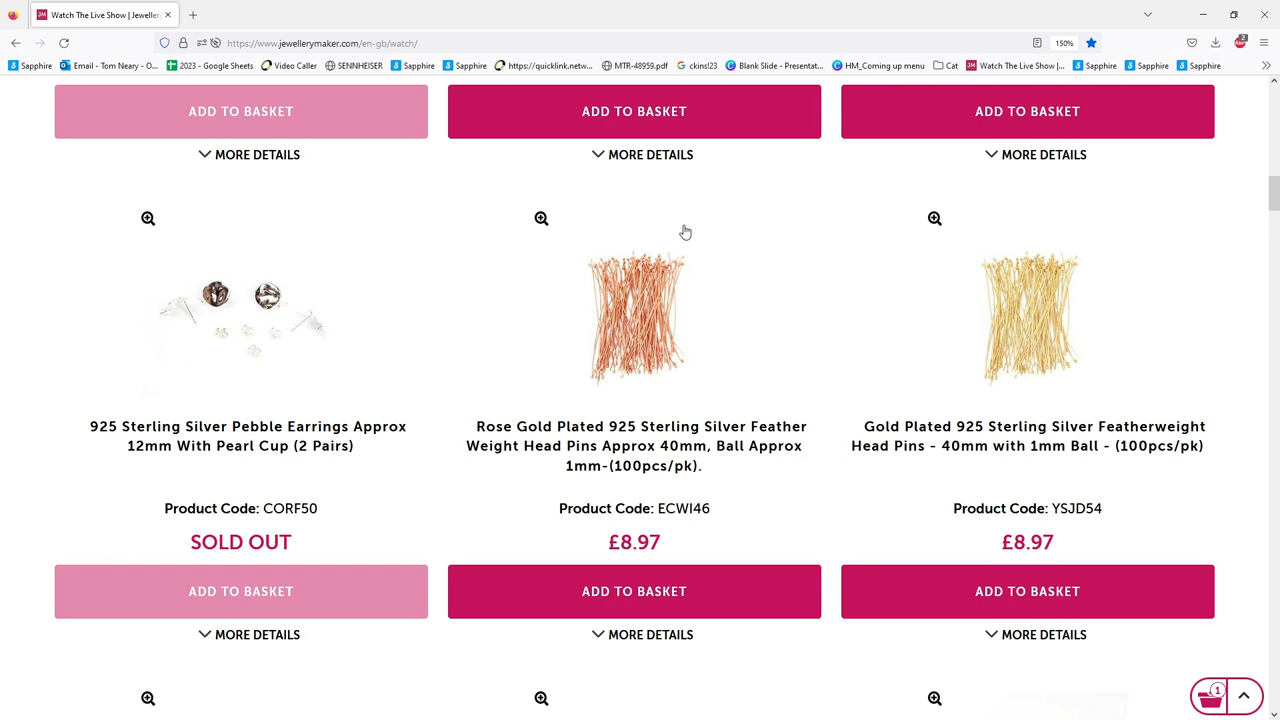 Watch The Live Show | Jeweller
https://www.jewellerymaker.com/en-gb/watch/
150%
2
Sapphire
Email - Tom Neary - O...
2023 - Google Sheets
Video Caller
SENNHEISER
Sapphire
Sapphire
https://quicklink.netw...
MTR-48959.pdf
ckins!23
Blank Slide - Presentat...
HM_Coming up menu
Cat
Watch The Live Show |...
Sapphire
Sapphire
Sapphire
ADD TO BASKET
ADD TO BASKET
ADD TO BASKET
MORE DETAILS
MORE DETAILS
MORE DETAILS
925 Sterling Silver Pebble Earrings Approx
12mm With Pearl Cup (2 Pairs)
Product Code: CORF50
SOLD OUT
ADD TO BASKET
MORE DETAILS
Rose Gold Plated 925 Sterling Silver Feather
Weight Head Pins Approx 40mm, Ball Approx
1mm-(100pcs/pk).
Product Code: ECWI46
£8.97
ADD TO BASKET
MORE DETAILS
Gold Plated 925 Sterling Silver Featherweight
Head Pins - 40mm with 1mm Ball - (100pcs/pk)
Product Code: YSJD54
£8.97
ADD TO BASKET
MORE DETAILS
1